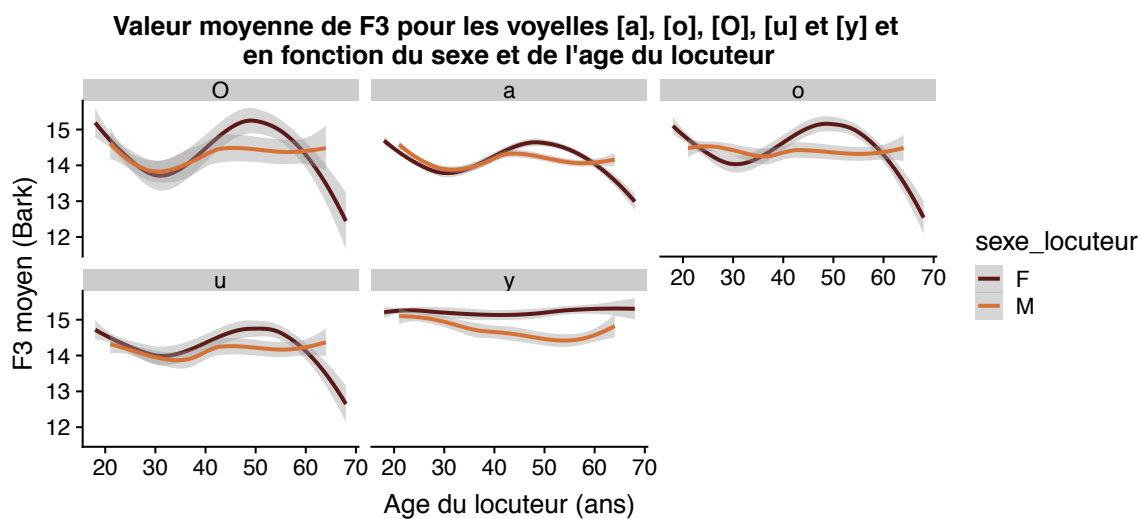 Valeur moyenne de F3 pour les voyelles [a], [o], [O], [u] et [y] et
en fonction du sexe et de l'age du locuteur
O
a
o
15
14
13
12
20 30 40 50 60 70
u
y
15
14
13
12
20 30 40 50 60 70
20 30 40 50 60 70
F3 moyen (Bark)
Age du locuteur (ans)
sexe_locuteur
F
M